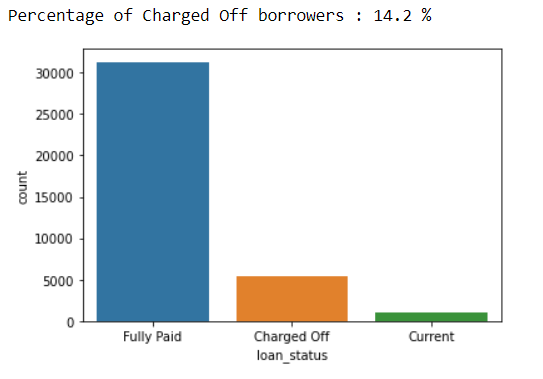 Percentage of Charged Off borrowers : 14.2 %
30000
25000
20000
15000
10000
5000
0
count
Fully Paid Charged Off Current
loan_status